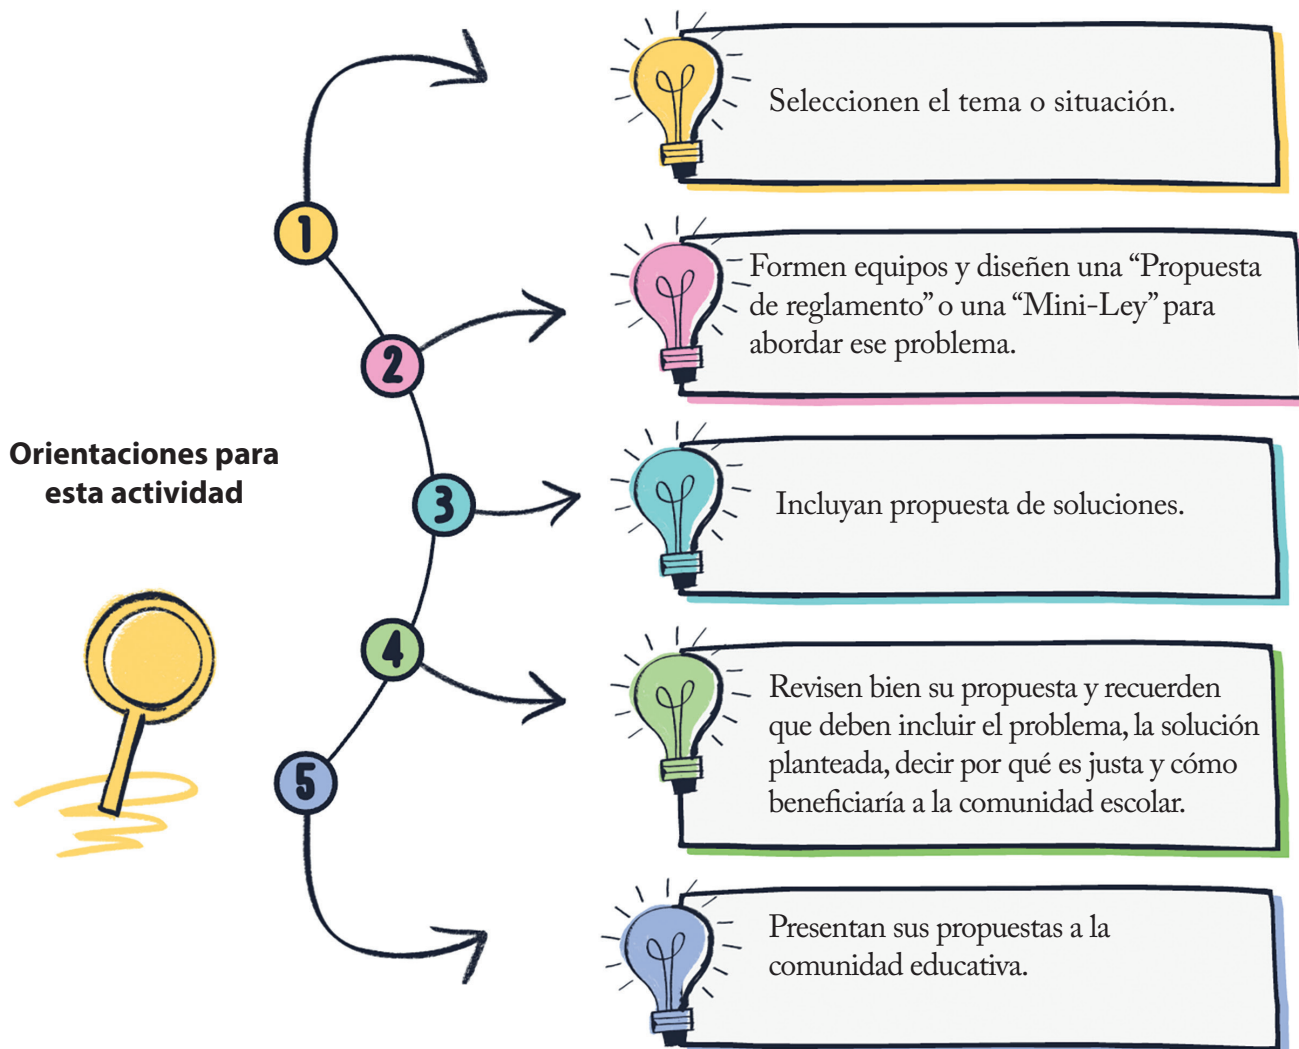 Orientaciones para
esta actividad
1
Seleccionen el tema o situación.
2
Formen equipos y diseñen una “Propuesta
de reglamento” o una “Mini-Ley” para
abordar ese problema.
3
Incluyan propuesta de soluciones.
4
Revisen bien su propuesta y recuerden
que deben incluir el problema, la solución
planteada, decir por qué es justa y cómo
beneficiaría a la comunidad escolar.
5
Presentan sus propuestas a la
comunidad educativa.